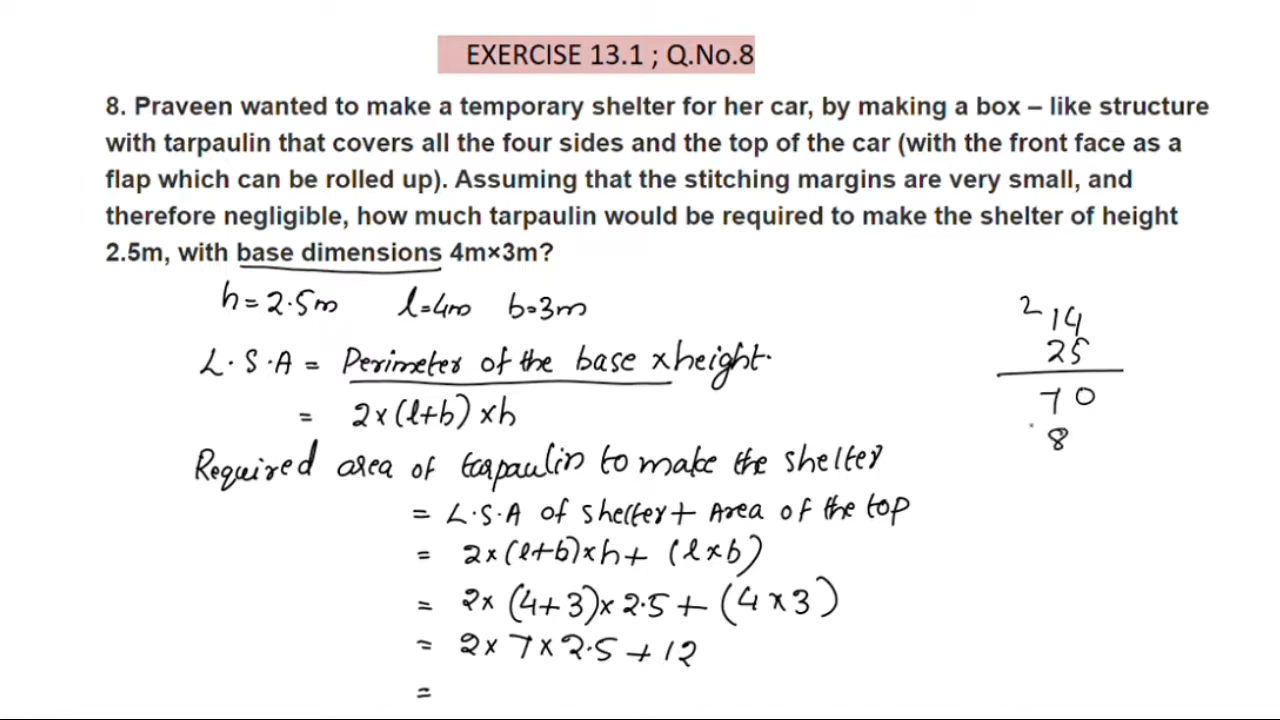 EXERCISE 13.1 ; Q.No.8
8. Praveen wanted to make a temporary shelter for her car, by making a box – like structure
with tarpaulin that covers all the four sides and the top of the car (with the front face as a
flap which can be rolled up). Assuming that the stitching margins are very small, and
therefore negligible, how much tarpaulin would be required to make the shelter of height
2.5m, with base dimensions 4m×3m?
h = 2.5m l=4m b=3m
L.S.A = Perimeter of the base × height.
= 2×(l+b)×h
Required area of tarpaulin to make the shelter
= L.S.A of shelter + Area of the top
= 2×(l+b)×h + (l×b)
= 2× (4+3)× 2.5 + (4 × 3)
= 2× 7 × 2.5 + 12
=
2 14
25
70
8